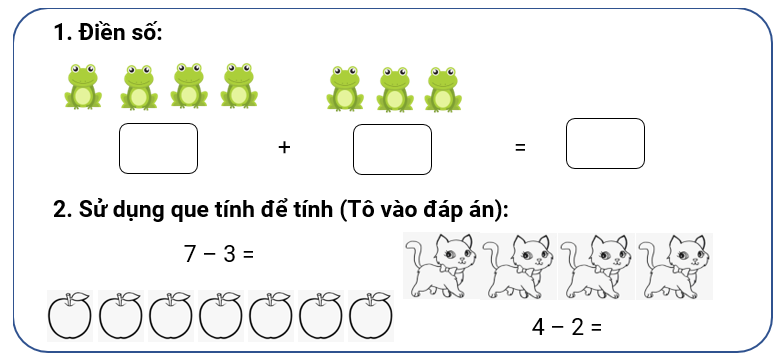 1. Điền số:
+ =
2. Sử dụng que tính để tính (Tô vào đáp án):
7 – 3 =
4 – 2 =